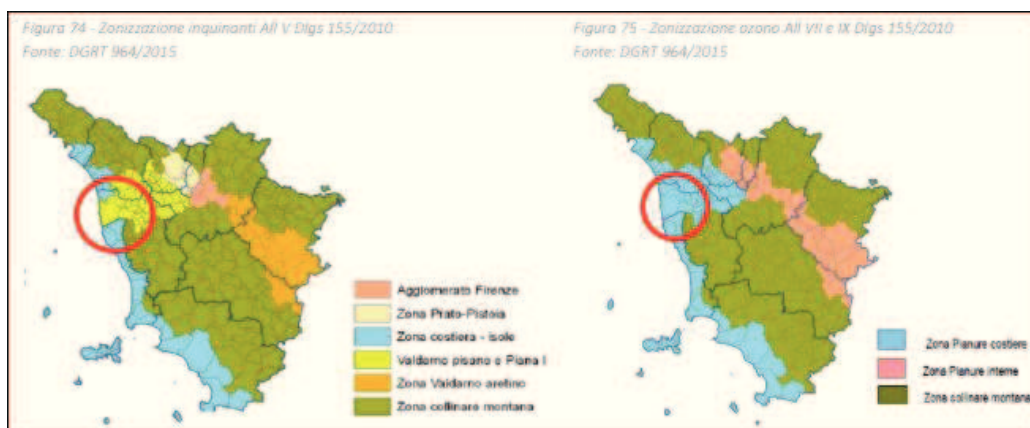 Figura 74 - Zonizzazione inquinanti All V Dlgs 155/2010
Fonte: DGRT 964/2015
Agglomerato Firenze
Zona Prato-Pistoia
Zona costiera - isole
Valdarno pisano e Piana l
Zona Valdarno aretino
Zona collinare montana
Figura 75 - Zonizzazione ozono All VII e IX Dlgs 155/2010
Fonte: DGRT 964/2015
Zona Pianure costiere
Zona Pianure interne
Zona collinare montana